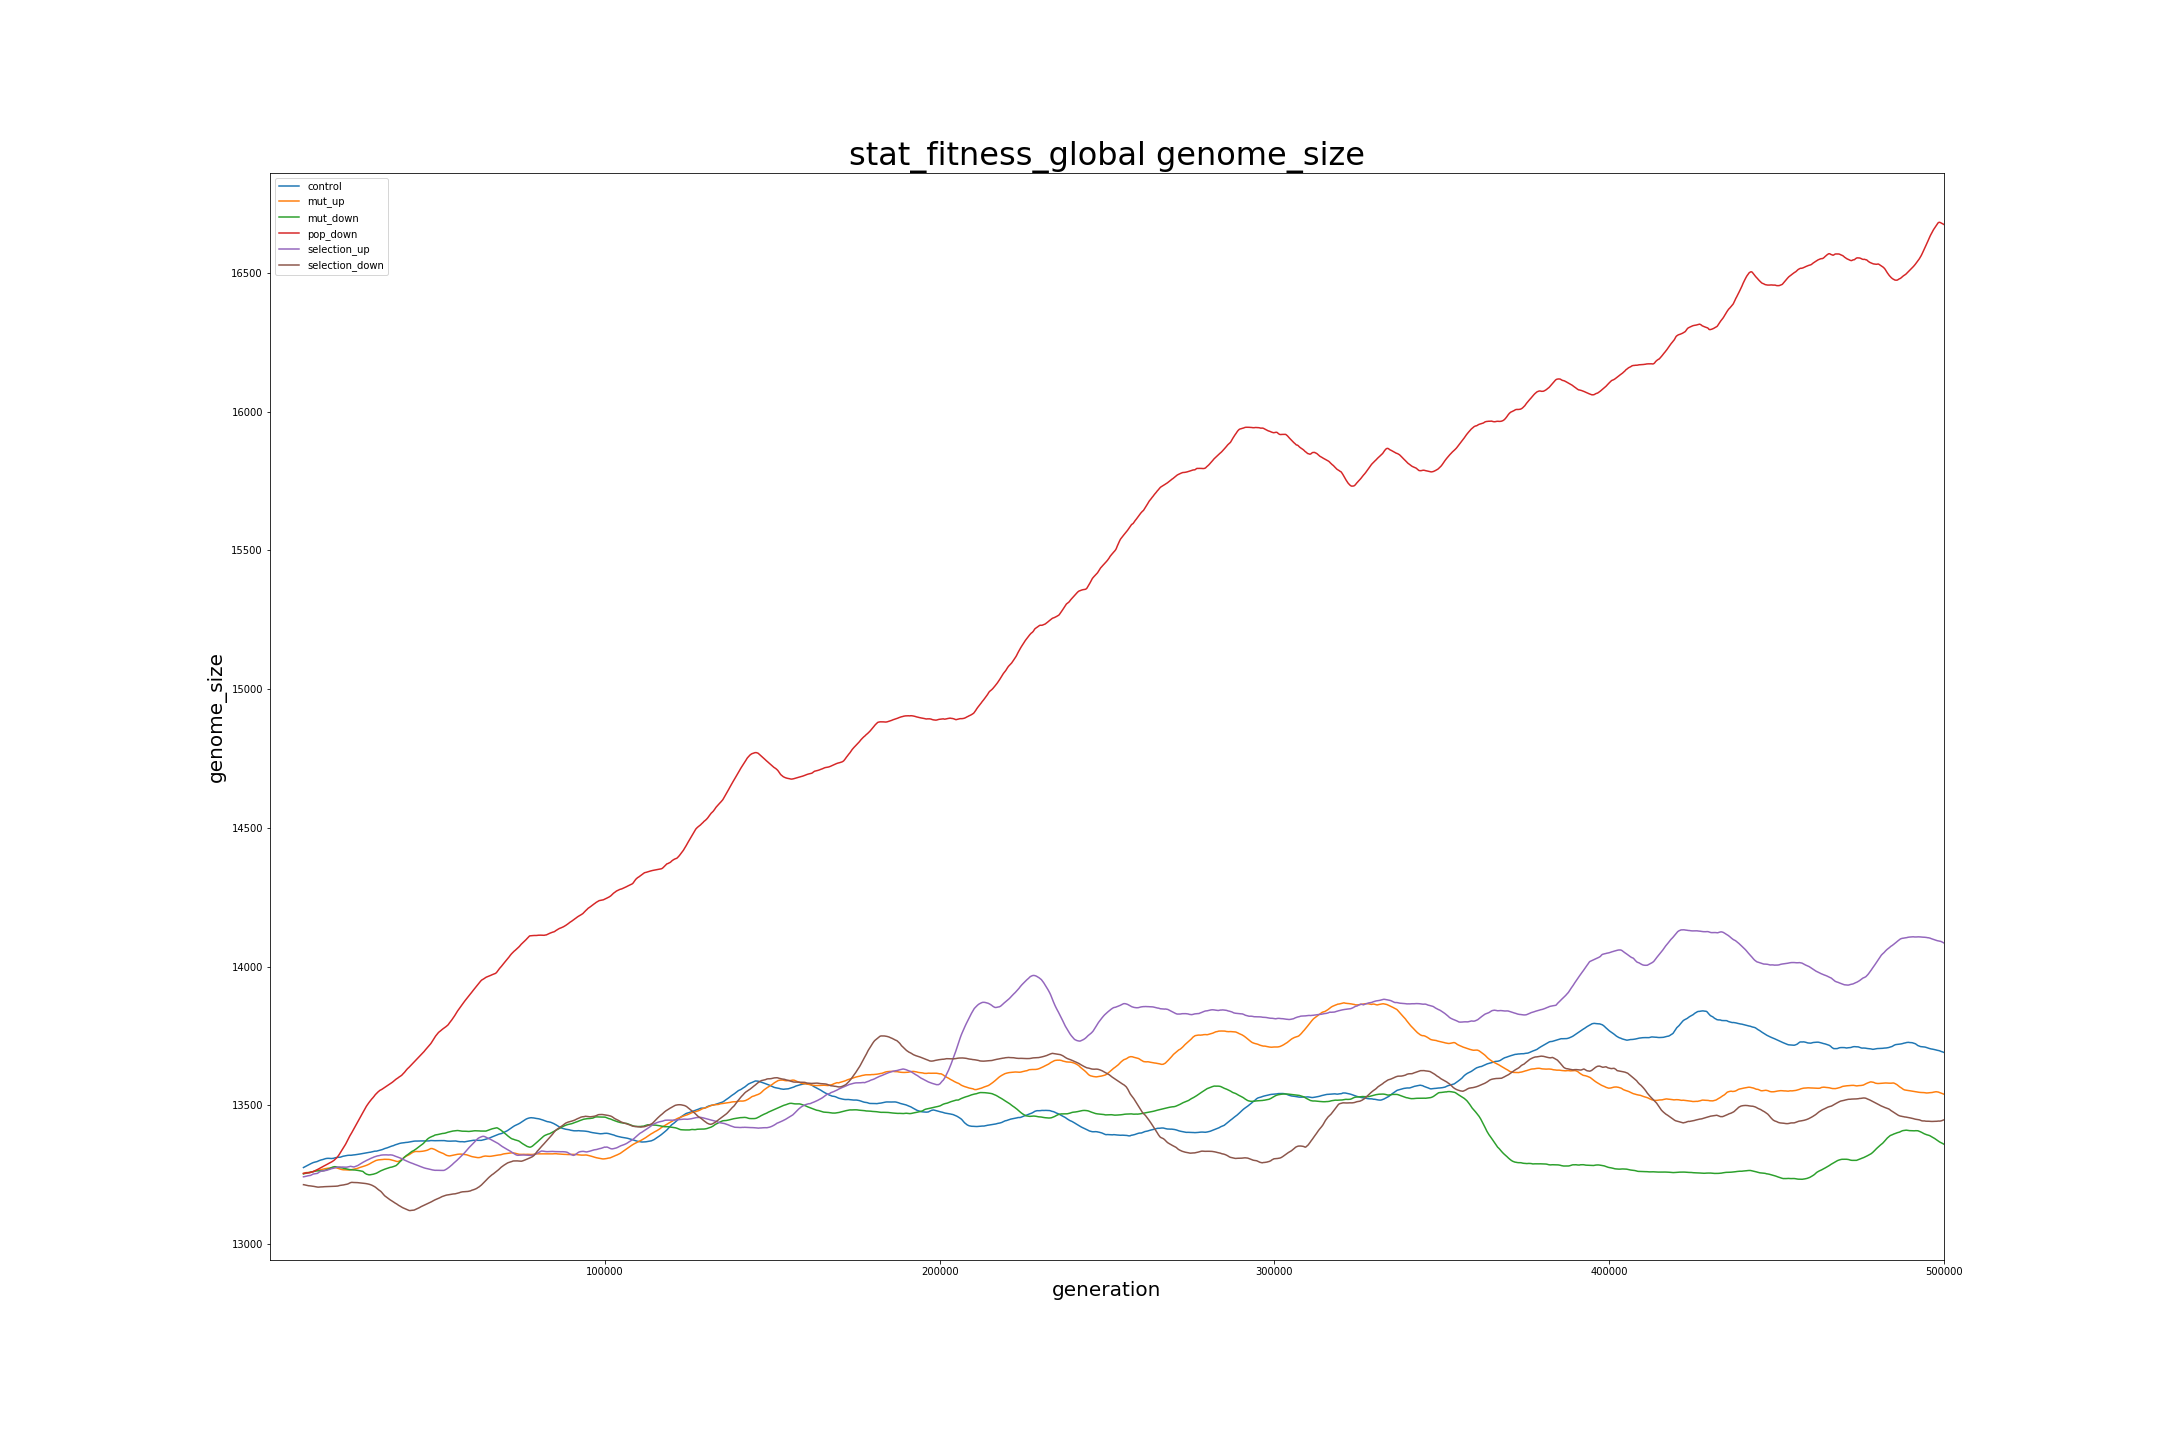 stat_fitness_global genome_size
control
mut_up
mut_down
pop_down
selection_up
selection_down
genome_size
16500
16000
15500
15000
14500
14000
13500
13000
100000 200000 300000 400000 500000
generation